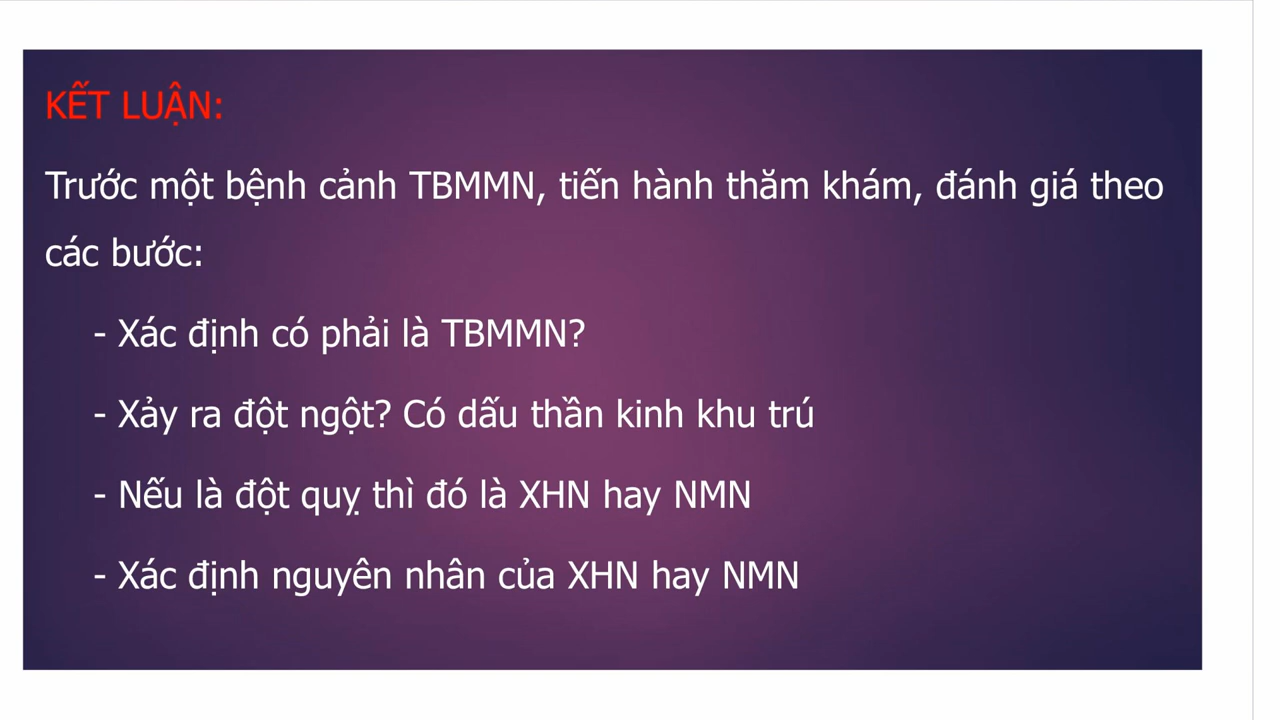 KẾT LUẬN:
Trước một bệnh cảnh TBMMN, tiến hành thăm khám, đánh giá theo
các bước:
- Xác định có phải là TBMMN?
- Xảy ra đột ngột? Có dấu thần kinh khu trú
- Nếu là đột quỵ thì đó là XHN hay NMN
- Xác định nguyên nhân của XHN hay NMN